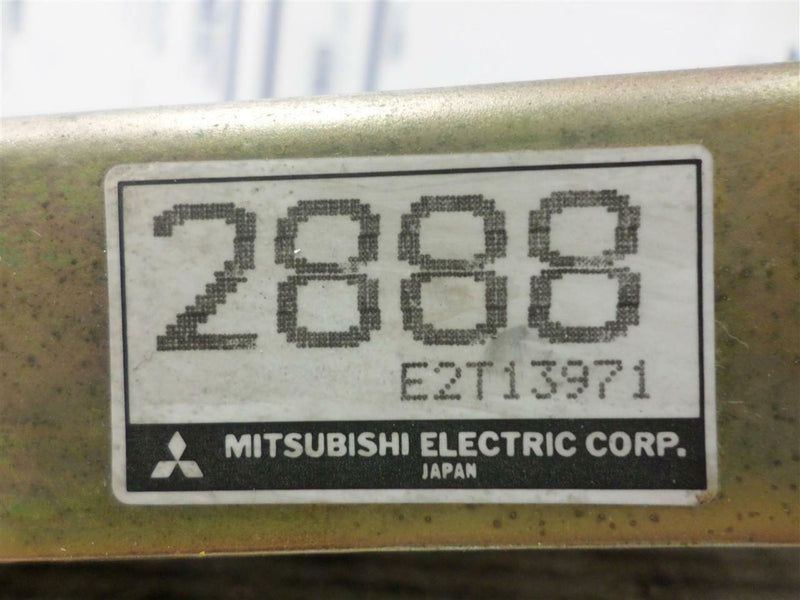 2888
E2T13971
MITSUBISHI ELECTRIC CORP.
JAPAN